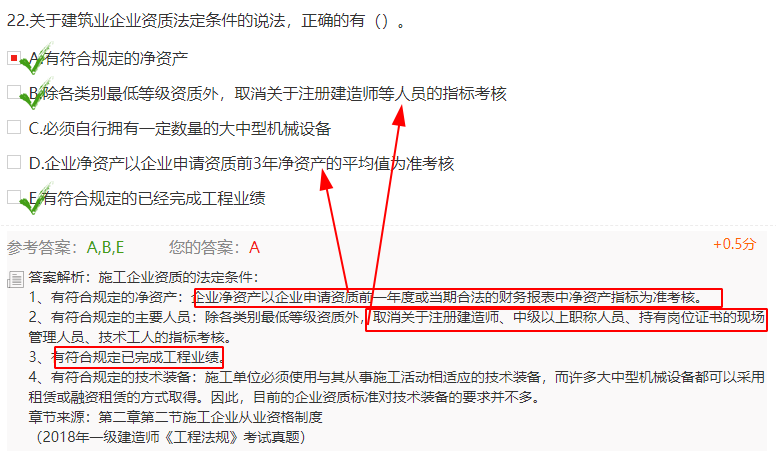 22.关于建筑业企业资质法定条件的说法，正确的有（）。
A.有符合规定的净资产
B.除各类别最低等级资质外，取消关于注册建造师等人员的指标考核
C.必须自行拥有一定数量的大中型机械设备
D.企业净资产以企业申请资质前3年净资产的平均值为准考核
E.有符合规定的已经完成工程业绩
参考答案：A,B,E 您的答案：A +0.5分
答案解析：施工企业资质的法定条件：
1、有符合规定的净资产：企业净资产以企业申请资质前一年度或当期合法的财务报表中净资产指标为准考核。
2、有符合规定的主要人员：除各类别最低等级资质外，取消关于注册建造师、中级以上职称人员、持有岗位证书的现场
管理人员、技术工人的指标考核。
3、有符合规定已完成工程业绩。
4、有符合规定的技术装备：施工单位必须使用与其从事施工活动相适应的技术装备，而许多大中型机械设备都可以采用
租赁或融资租赁的方式取得。因此，目前的企业资质标准对技术装备的要求并不多。
章节来源：第二章第二节施工企业从业资格制度
（2018年一级建造师《工程法规》考试真题）